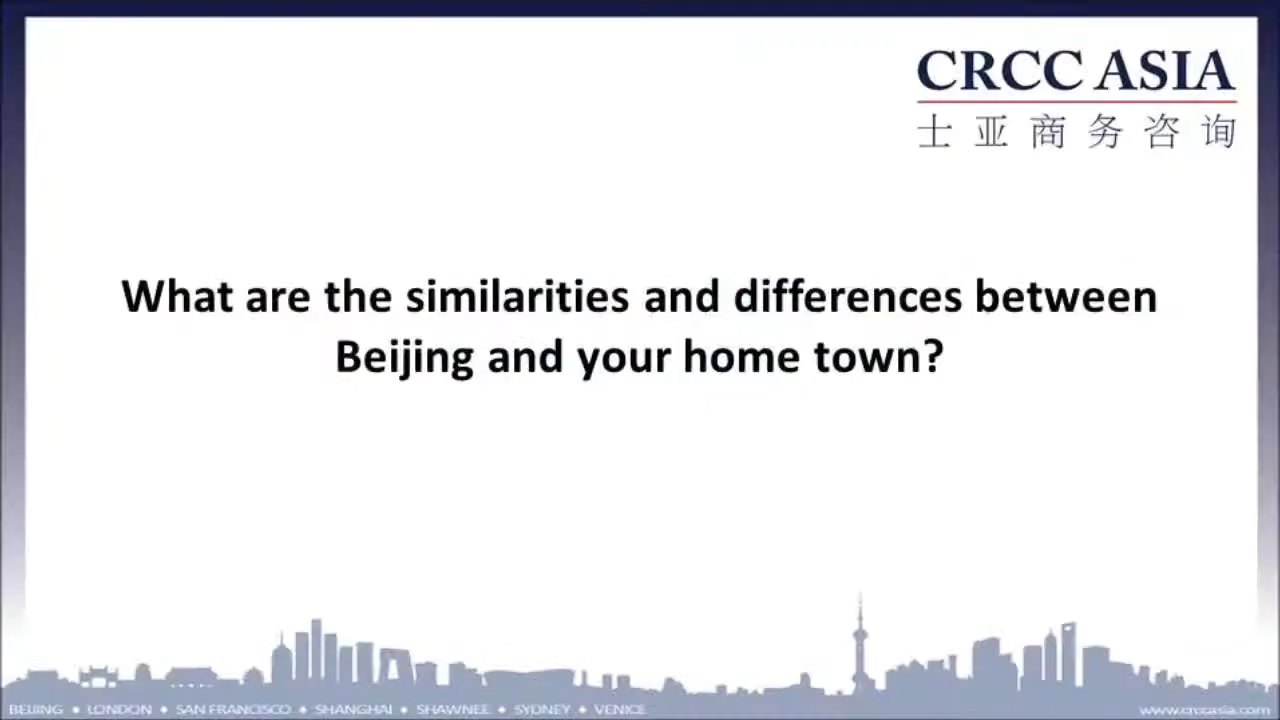 CRCC ASIA
士亚商务咨询
What are the similarities and differences between
Beijing and your home town?
BEIJING • LONDON • SAN FRANCISCO • SHANGHAI • SHAWNEE • SYDNEY • VENICE
www.crccasia.com